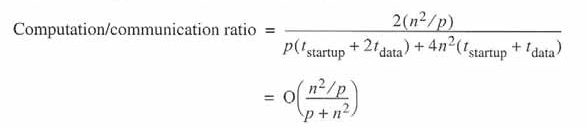 Computation/communication ratio = 2(n²/p) / p(t_startup + 2t_data) + 4n²(t_startup + t_data)
= O(n²/p / p + n²)